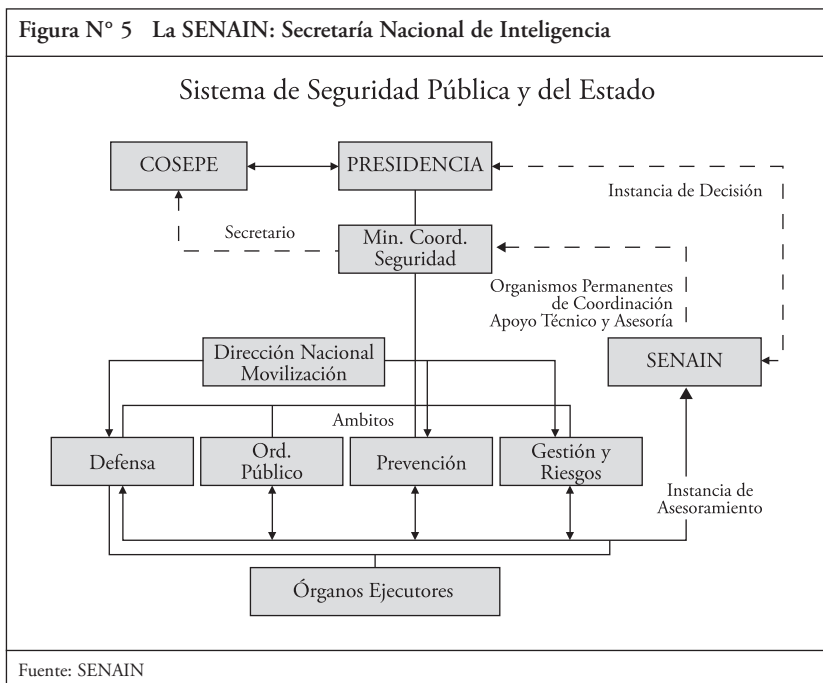 Figura N° 5 La SENAIN: Secretaría Nacional de Inteligencia
Sistema de Seguridad Pública y del Estado
COSEPE
PRESIDENCIA
Instancia de Decisión
Secretario
Min. Coord.
Seguridad
Organismos Permanentes
de Coordinación
Apoyo Técnico y Asesoría
Dirección Nacional
Movilización
SENAIN
Ambitos
Defensa
Ord.
Público
Prevención
Gestión y
Riesgos
Instancia de
Asesoramiento
Órganos Ejecutores
Fuente: SENAIN